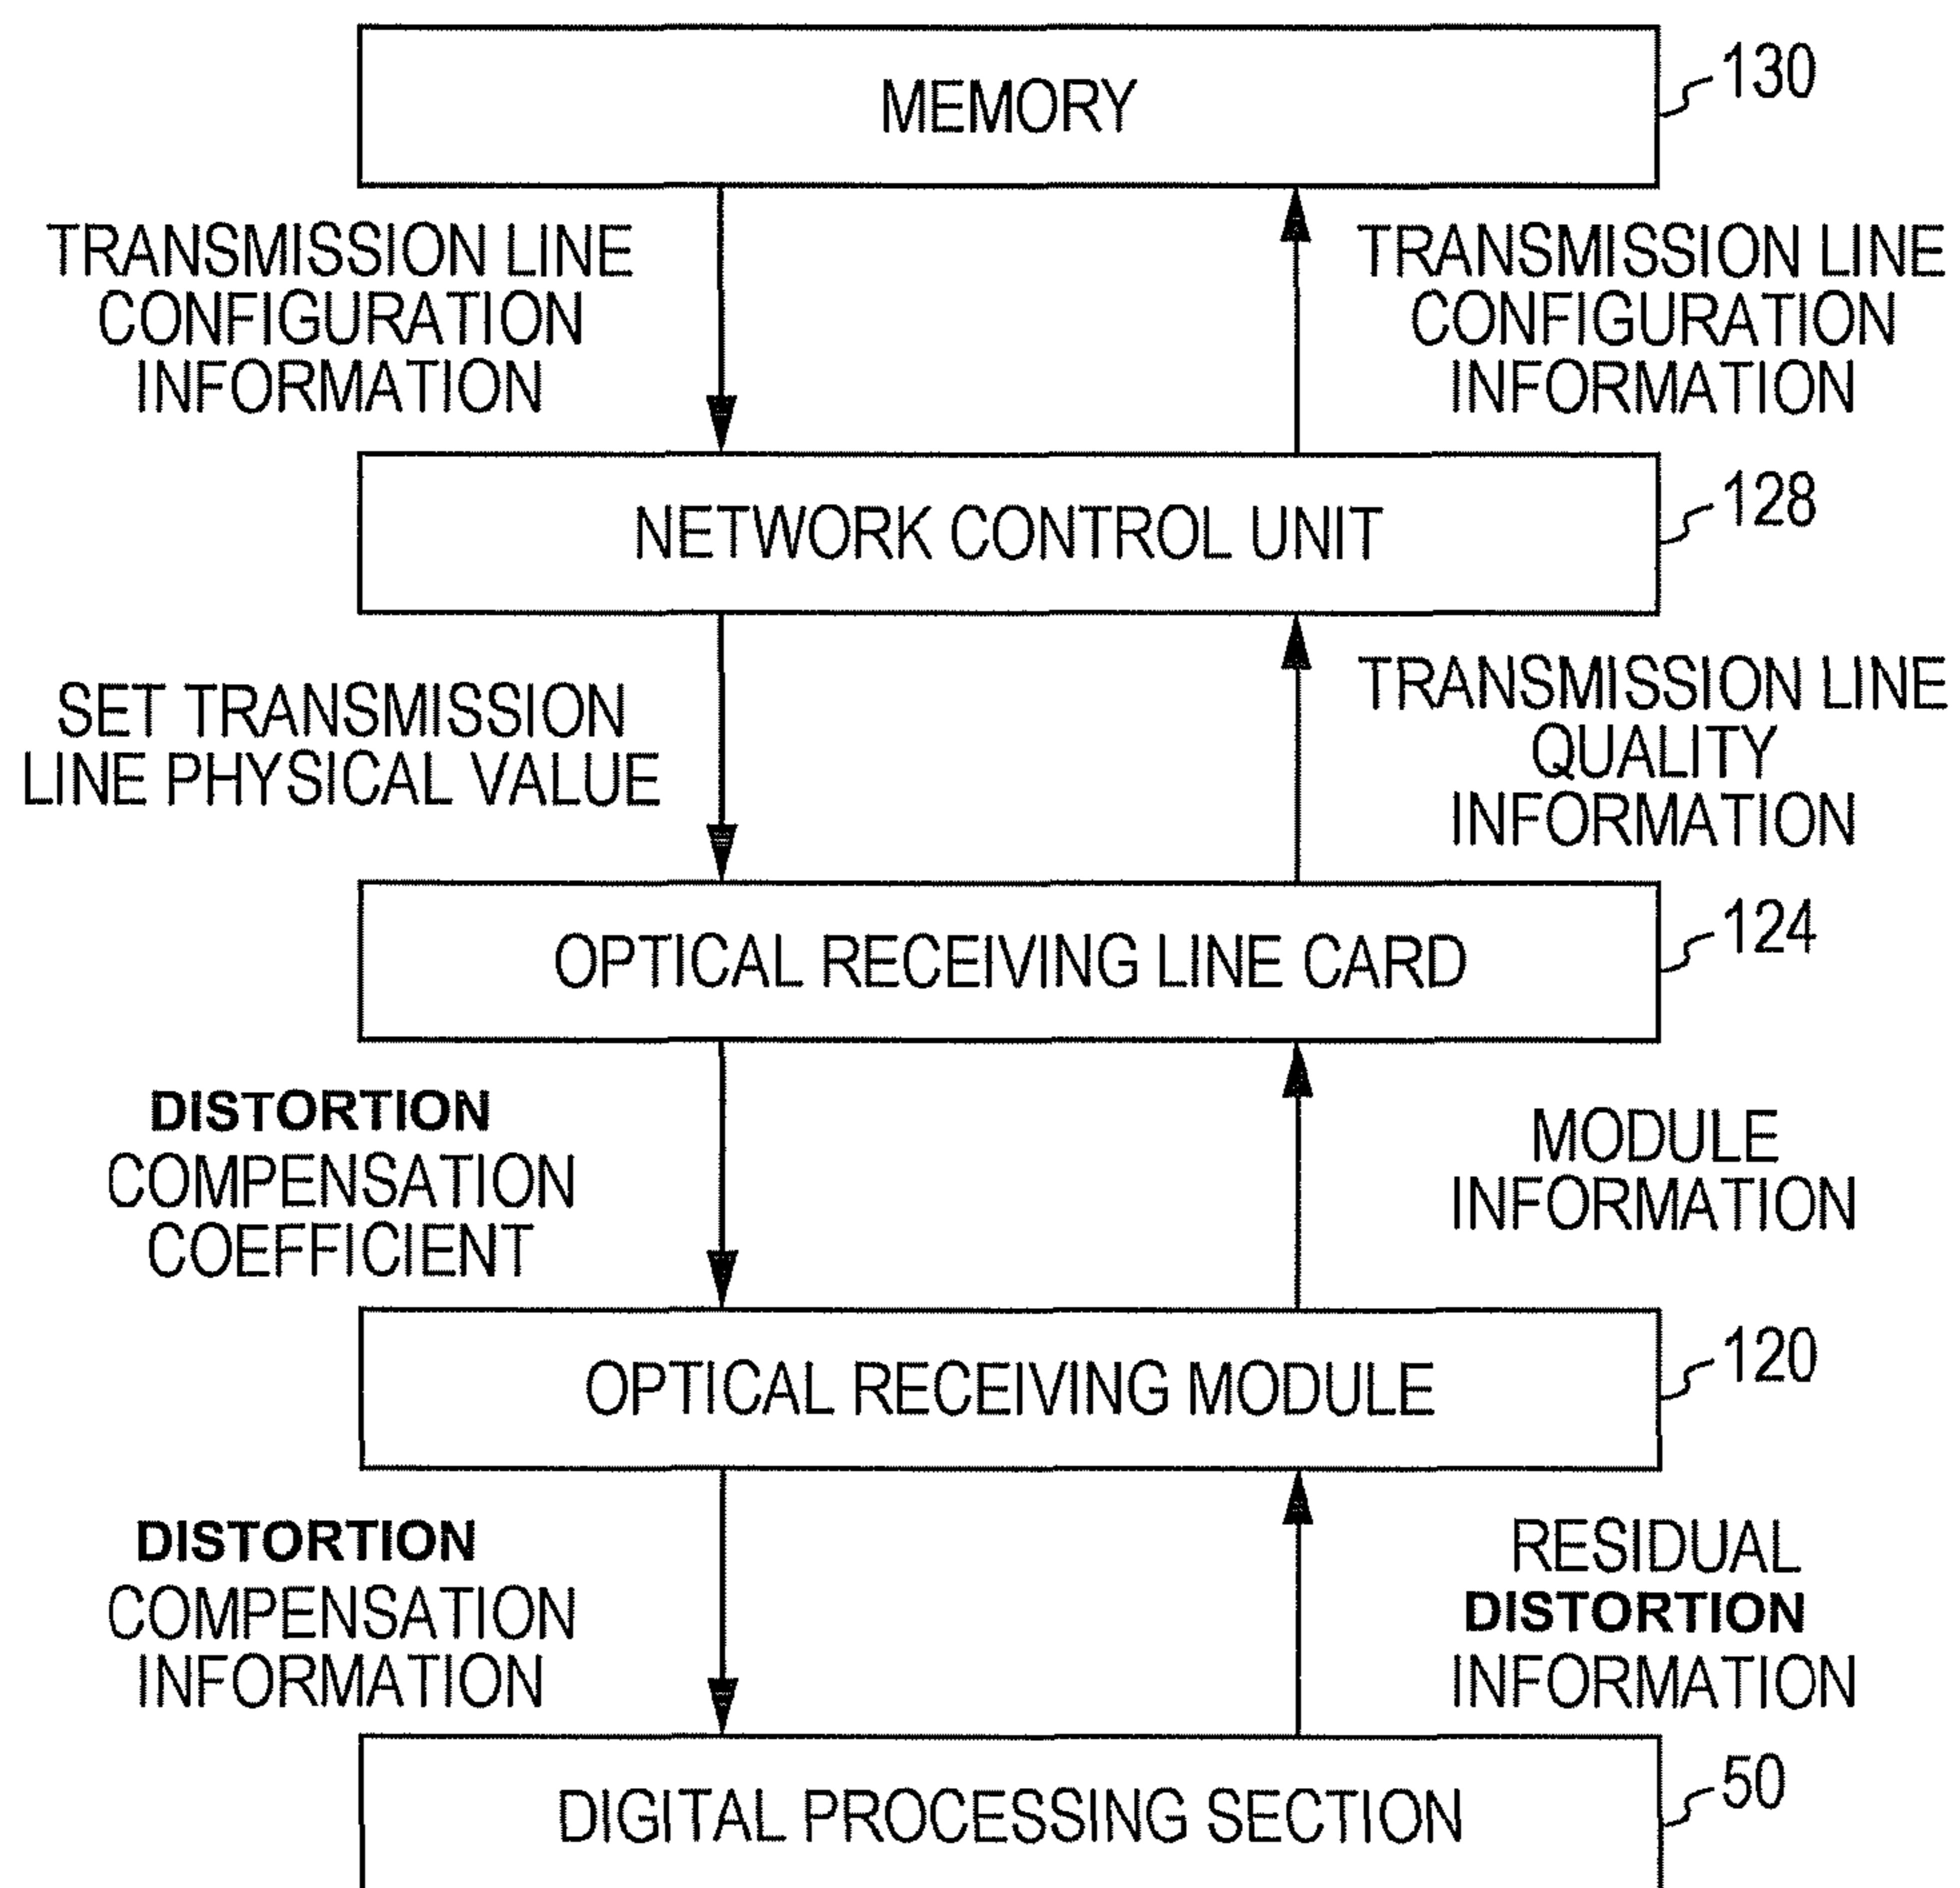 MEMORY
130
TRANSMISSION LINE
CONFIGURATION
INFORMATION
TRANSMISSION LINE
CONFIGURATION
INFORMATION
NETWORK CONTROL UNIT
128
SET TRANSMISSION
LINE PHYSICAL VALUE
TRANSMISSION LINE
QUALITY
INFORMATION
OPTICAL RECEIVING LINE CARD
124
DISTORTION
COMPENSATION
COEFFICIENT
MODULE
INFORMATION
OPTICAL RECEIVING MODULE
120
DISTORTION
COMPENSATION
INFORMATION
RESIDUAL
DISTORTION
INFORMATION
DIGITAL PROCESSING SECTION
50